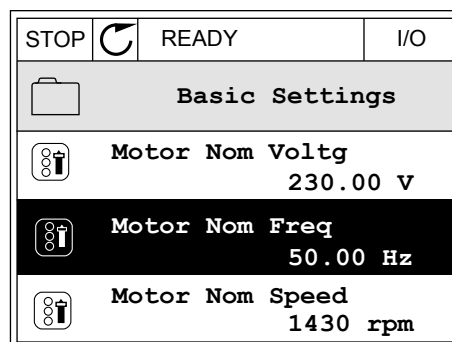 STOP READY I/O
Basic Settings
Motor Nom Voltg
230.00 V
Motor Nom Freq
50.00 Hz
Motor Nom Speed
1430 rpm